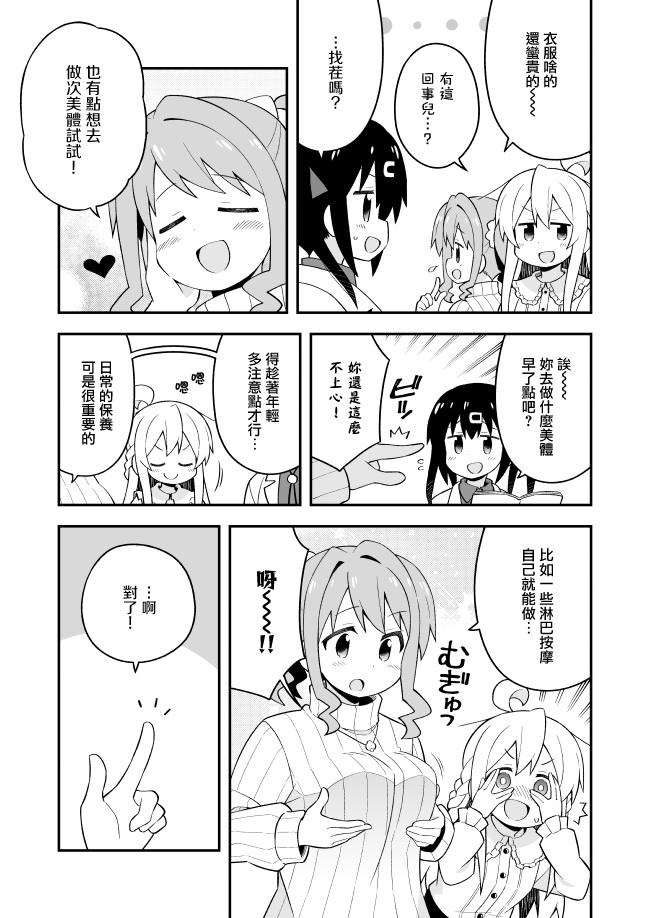 衣服啥的
還蠻貴的~~
有這
回事兒…?
…找茬嗎?
也有點想去
做次美體試試!
誒~~
妳去做什麼美體
早了點吧?
ビッ
妳還是這麼
不上心!
得趁著年輕
多注意點才行…
嗯
嗯
日常的保養
可是很重要的
比如一些淋巴按摩
自己就能做…
むぎゅっ
呀~~!!
…啊
對了!